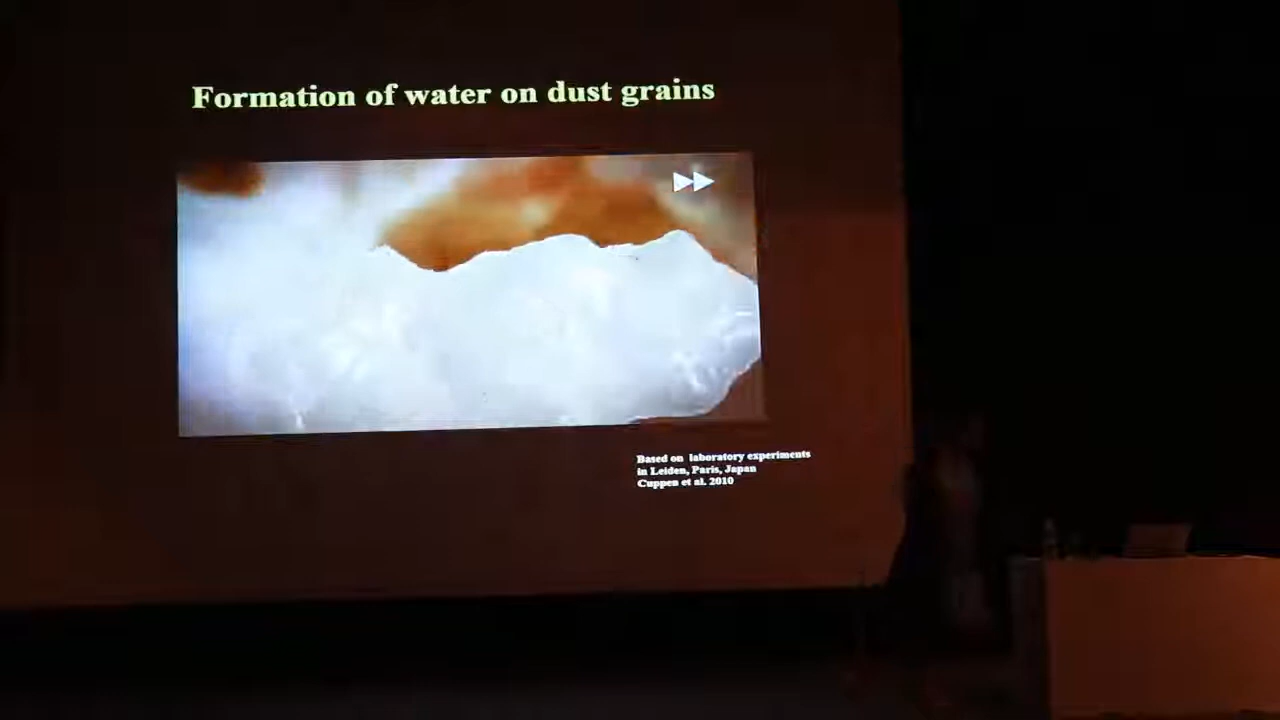 Formation of water on dust grains
Based on laboratory experiments
in Leiden, Paris, Japan
Cuppen et al. 2010